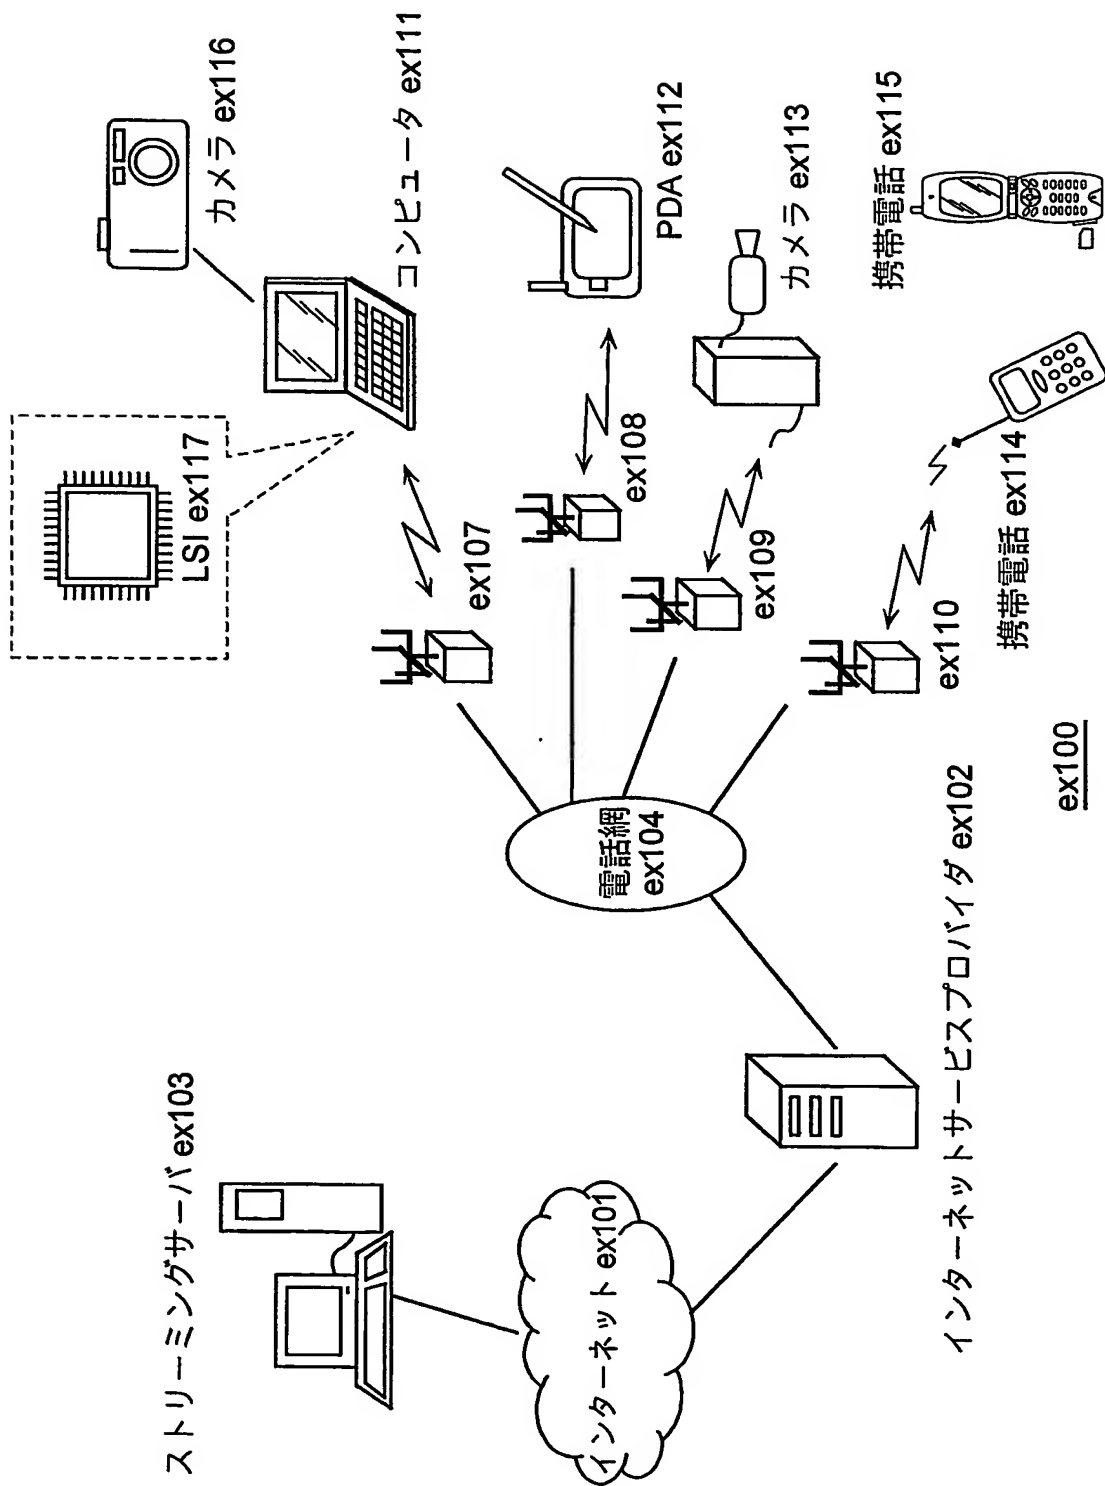 ストリーミングサーバ ex103
インターネット ex101
インターネットサービスプロバイダ ex102
電話網
ex104
ex107
ex108
ex109
ex110
LSI ex117
カメラ ex116
コンピュータ ex111
PDA ex112
カメラ ex113
携帯電話 ex114
携帯電話 ex115
ex100